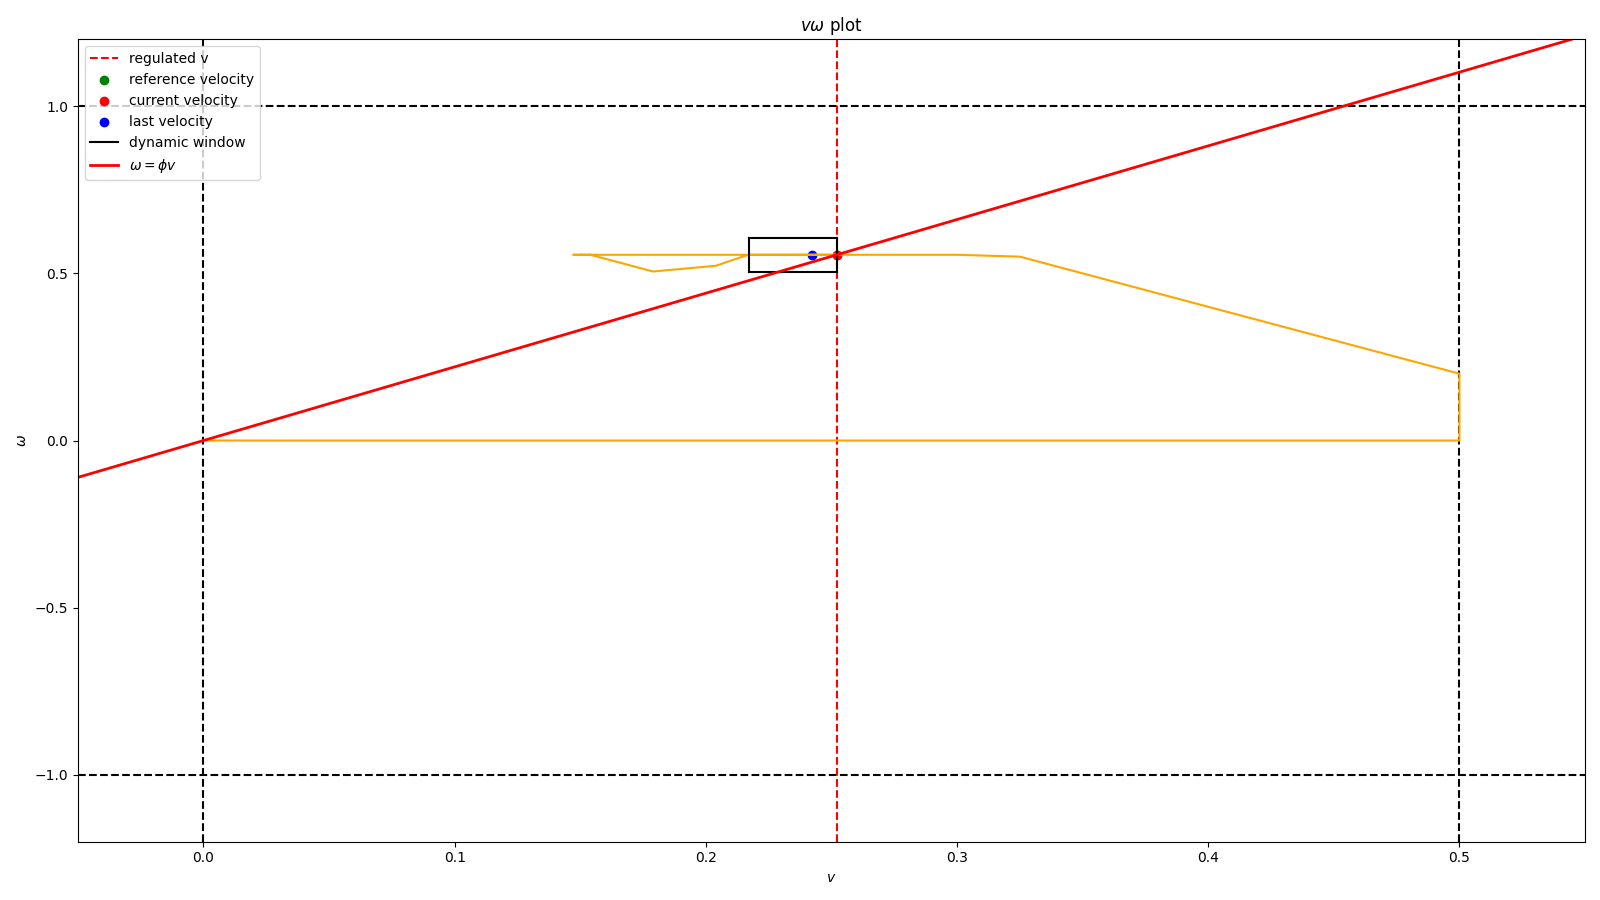 vω plot
regulated v
reference velocity
current velocity
last velocity
dynamic window
ω = ϕv
1.0
0.5
0.0
−0.5
−1.0
ω
0.0 0.1 0.2 0.3 0.4 0.5
v